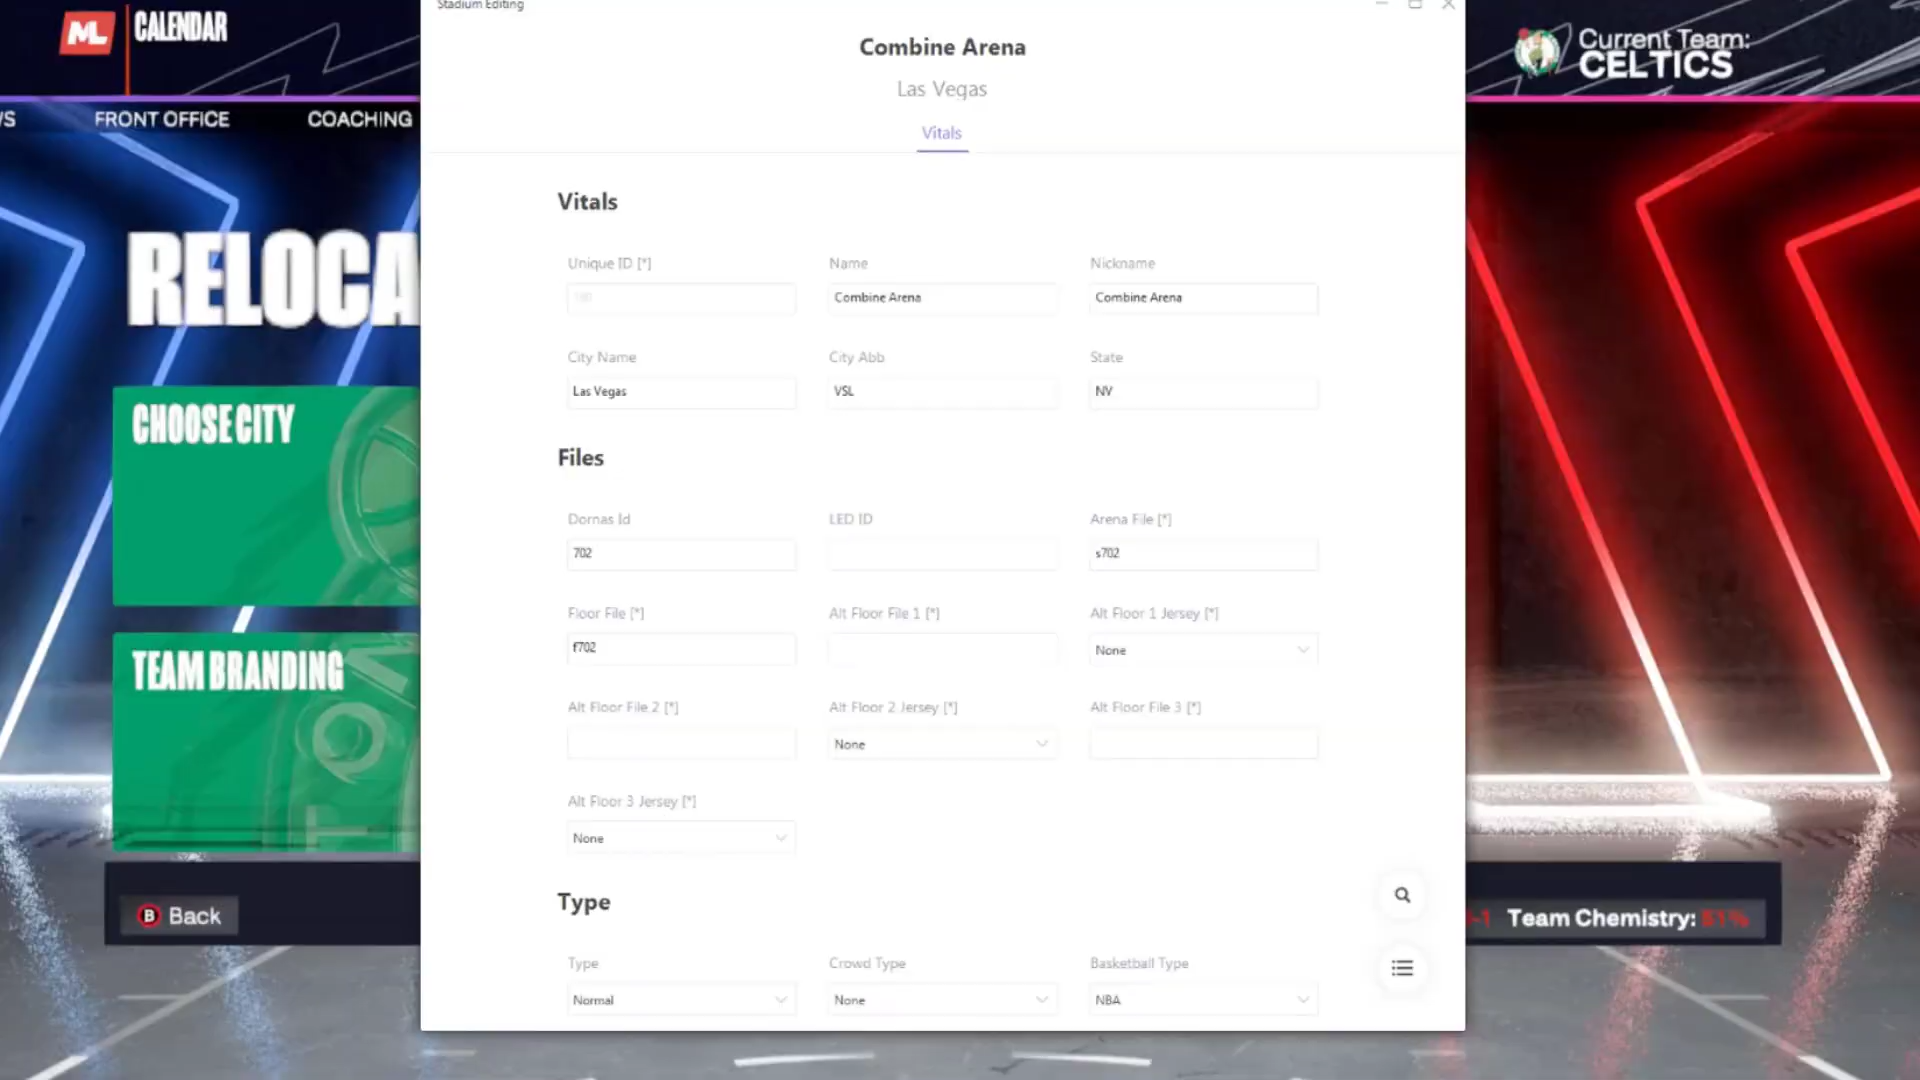 Stadium Editing
ML CALENDAR
Combine Arena
Current Team:
CELTICS
Las Vegas
FRONT OFFICE COACHING
Vitals
Vitals
RELOCA
Unique ID [*] Name Nickname
Combine Arena Combine Arena
City Name City Abb State
Las Vegas VSL NV
CHOOSE CITY
Files
Dornas Id LED ID Arena File [*]
702 s702
Floor File [*] Alt Floor File 1 [*] Alt Floor 1 Jersey [*]
f702 None
TEAM BRANDING
Alt Floor File 2 [*] Alt Floor 2 Jersey [*] Alt Floor File 3 [*]
None
Alt Floor 3 Jersey [*]
None
Type
B Back
-1 Team Chemistry: 51%
Type Crowd Type Basketball Type
Normal None NBA